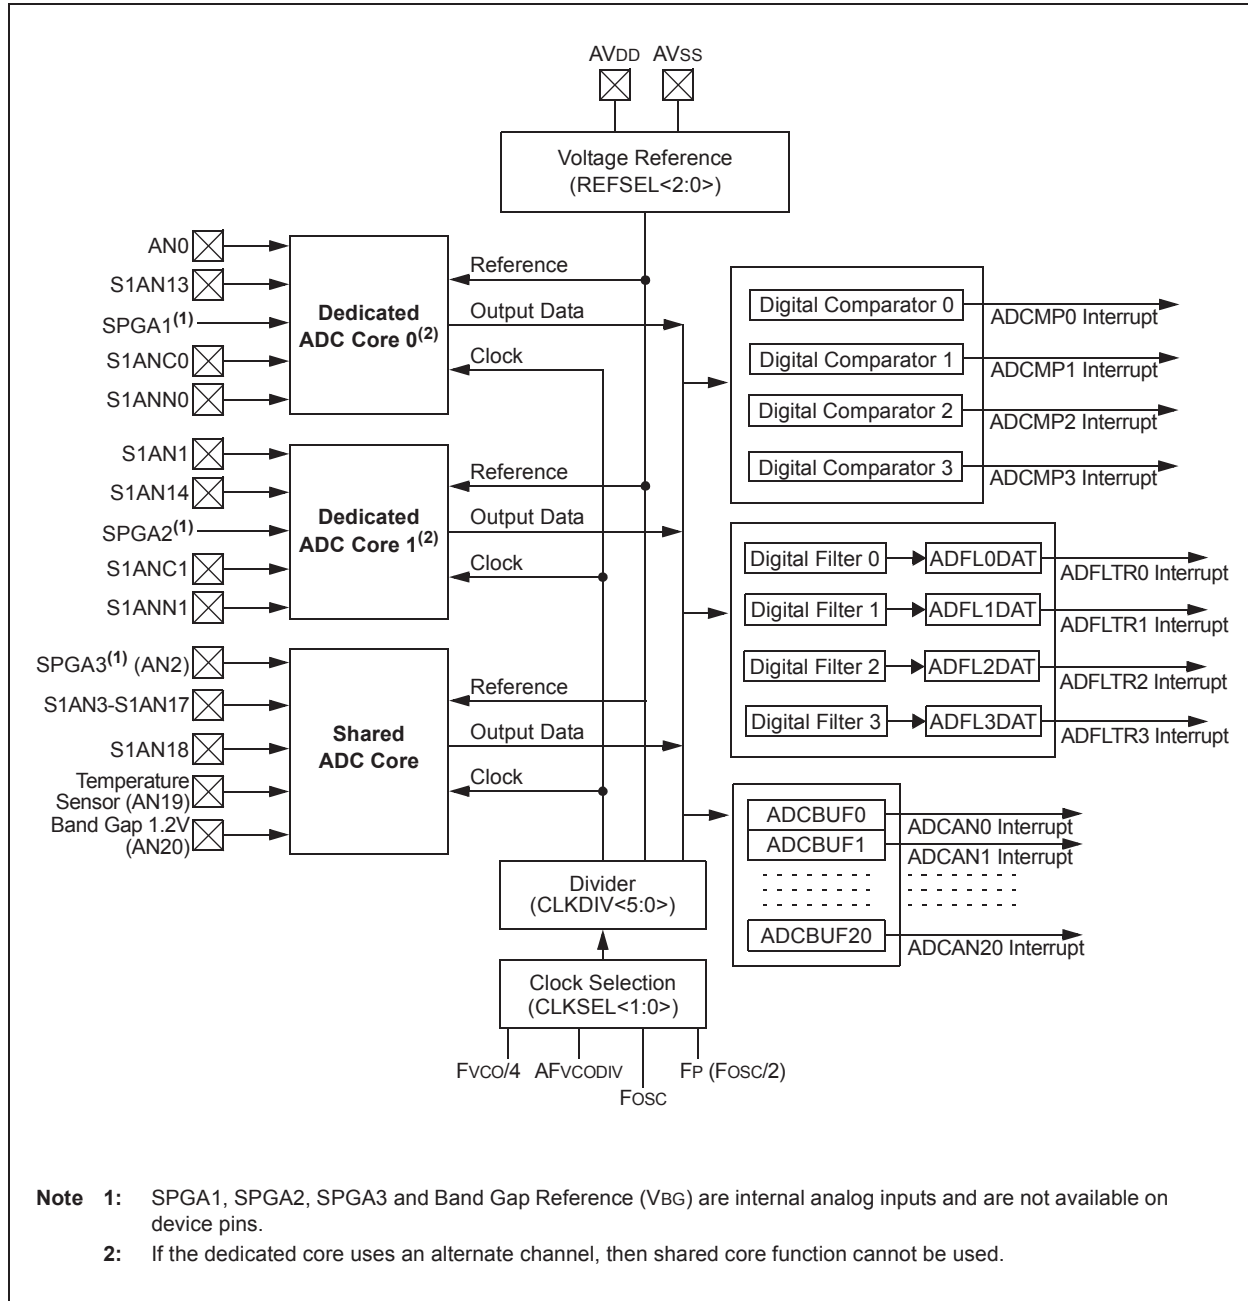 AVDD AVSS
Voltage Reference
(REFSEL<2:0>)
AN0
S1AN13
SPGA1(1)
S1ANC0
S1ANN0
Dedicated
ADC Core 0(2)
Reference
Output Data
Clock
S1AN1
S1AN14
SPGA2(1)
S1ANC1
S1ANN1
Dedicated
ADC Core 1(2)
Reference
Output Data
Clock
SPGA3(1) (AN2)
S1AN3-S1AN17
S1AN18
Temperature
Sensor (AN19)
Band Gap 1.2V
(AN20)
Shared
ADC Core
Reference
Output Data
Clock
Digital Comparator 0
ADCMP0 Interrupt
Digital Comparator 1
ADCMP1 Interrupt
Digital Comparator 2
ADCMP2 Interrupt
Digital Comparator 3
ADCMP3 Interrupt
Digital Filter 0 ADFL0DAT
ADFLTR0 Interrupt
Digital Filter 1 ADFL1DAT
ADFLTR1 Interrupt
Digital Filter 2 ADFL2DAT
ADFLTR2 Interrupt
Digital Filter 3 ADFL3DAT
ADFLTR3 Interrupt
ADCBUF0
ADCAN0 Interrupt
ADCBUF1
ADCAN1 Interrupt
ADCBUF20
ADCAN20 Interrupt
Divider
(CLKDIV<5:0>)
Clock Selection
(CLKSEL<1:0>)
FVCO/4 AFVCODIV FP (FOSC/2)
FOSC
Note 1: SPGA1, SPGA2, SPGA3 and Band Gap Reference (VBG) are internal analog inputs and are not available on
device pins.
2: If the dedicated core uses an alternate channel, then shared core function cannot be used.